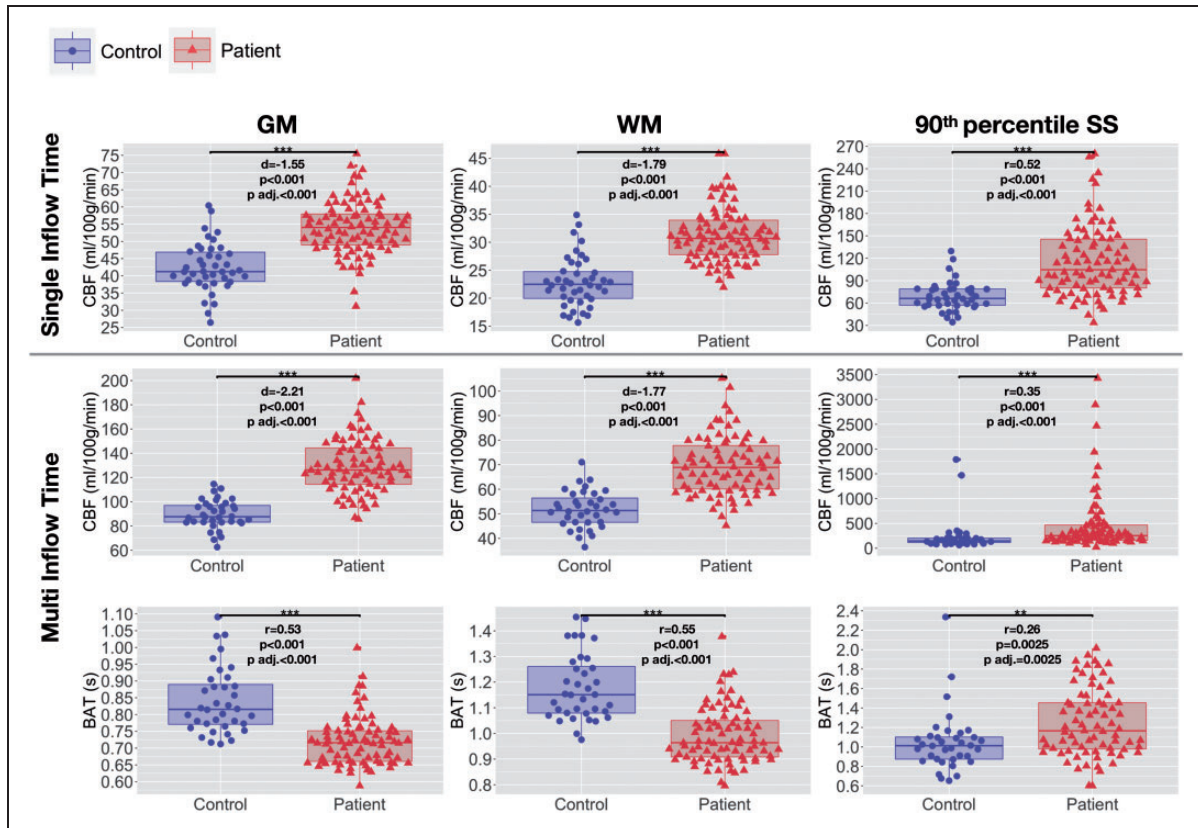 Control Patient
GM WM 90th percentile SS
Single Inflow Time
CBF (ml/100g/min)
75
70
65
60
55
50
45
40
35
30
25
***
d=-1.55
p<0.001
p adj.<0.001
Control Patient
CBF (ml/100g/min)
45
40
35
30
25
20
15
***
d=-1.79
p<0.001
p adj.<0.001
Control Patient
CBF (ml/100g/min)
270
240
210
180
150
120
90
60
30
***
r=0.52
p<0.001
p adj.<0.001
Control Patient
Multi Inflow Time
CBF (ml/100g/min)
200
180
160
140
120
100
80
60
***
d=-2.21
p<0.001
p adj.<0.001
Control Patient
CBF (ml/100g/min)
100
90
80
70
60
50
40
***
d=-1.77
p<0.001
p adj.<0.001
Control Patient
CBF (ml/100g/min)
3500
3000
2500
2000
1500
1000
500
0
***
r=0.35
p<0.001
p adj.<0.001
Control Patient
BAT (s)
1.10
1.05
1.00
0.95
0.90
0.85
0.80
0.75
0.70
0.65
0.60
***
r=0.53
p<0.001
p adj.<0.001
Control Patient
BAT (s)
1.4
1.3
1.2
1.1
1.0
0.9
0.8
***
r=0.55
p<0.001
p adj.<0.001
Control Patient
BAT (s)
2.4
2.2
2.0
1.8
1.6
1.4
1.2
1.0
0.8
0.6
**
r=0.26
p=0.0025
p adj.=0.0025
Control Patient